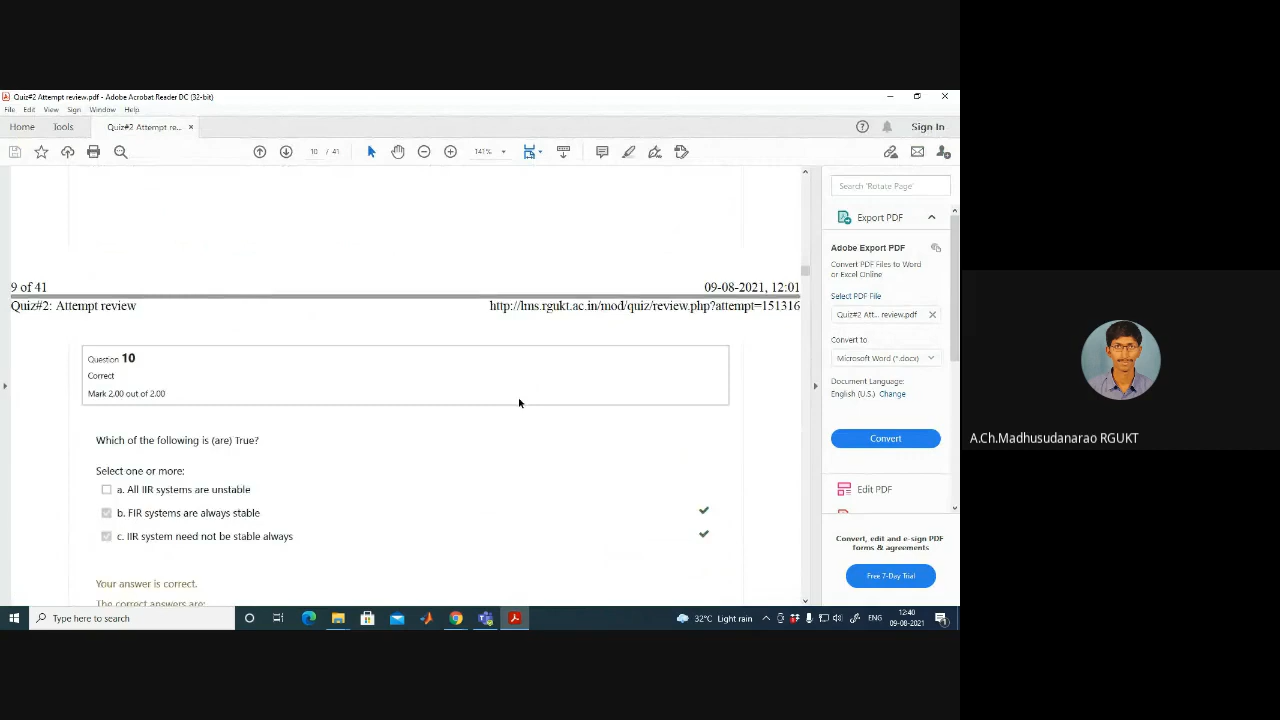 Quiz#2 Attempt review.pdf - Adobe Acrobat Reader DC (32-bit)
File Edit View Sign Window Help
Home Tools Quiz#2 Attempt re... × Sign In
10 / 41 141%
Search 'Rotate Page'
Export PDF
Adobe Export PDF
Convert PDF Files to Word
or Excel Online
Select PDF File
Quiz#2 Att... review.pdf
Convert to
Microsoft Word (*.docx)
Document Language:
English (U.S.) Change
Convert
Edit PDF
Convert, edit and e-sign PDF
forms & agreements
Free 7-Day Trial
9 of 41 09-08-2021, 12:01
Quiz#2: Attempt review http://lms.rgukt.ac.in/mod/quiz/review.php?attempt=151316
Question 10
Correct
Mark 2.00 out of 2.00
Which of the following is (are) True?
Select one or more:
a. All IIR systems are unstable
b. FIR systems are always stable
c. IIR system need not be stable always
Your answer is correct.
The correct answers are:
Type here to search
32°C Light rain ENG
12:40
09-08-2021
A.Ch.Madhusudanarao RGUKT